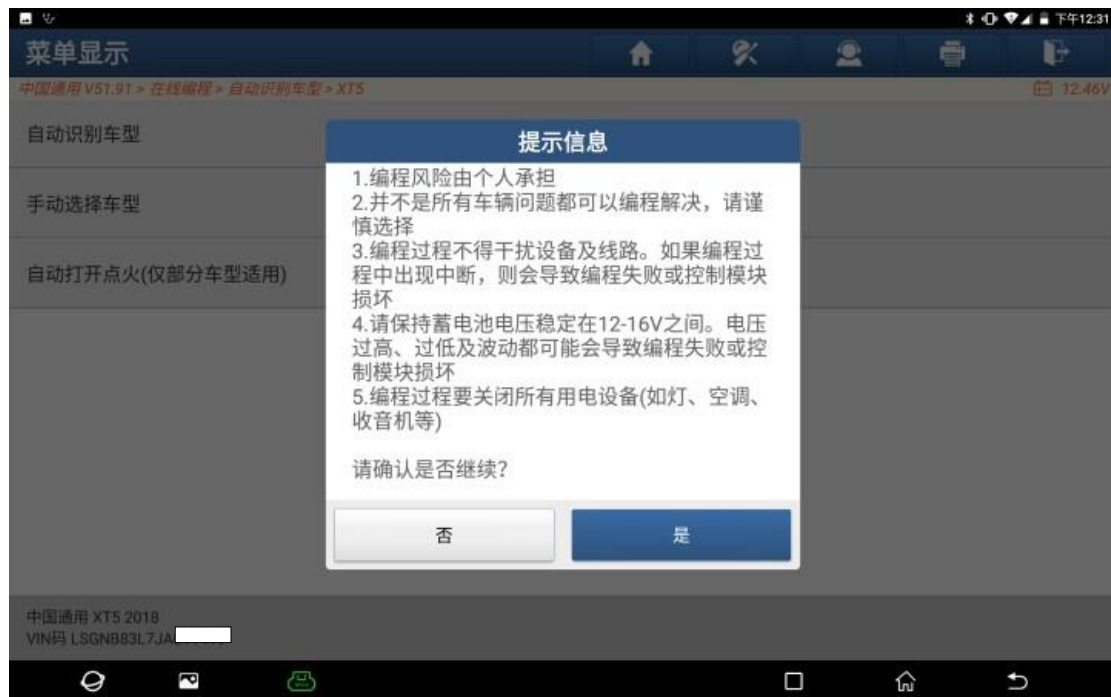 下午12:31
菜单显示
中国通用 V51.91 > 在线编程 > 自动识别车型 > XT5
12.46V
自动识别车型
手动选择车型
自动打开点火(仅部分车型适用)
提示信息
1.编程风险由个人承担
2.并不是所有车辆问题都可以编程解决，请谨
慎选择
3.编程过程不得干扰设备及线路。如果编程过
程中出现中断，则会导致编程失败或控制模块
损坏
4.请保持蓄电池电压稳定在12-16V之间。电压
过高、过低及波动都可能会导致编程失败或控
制模块损坏
5.编程过程要关闭所有用电设备(如灯、空调、
收音机等)
请确认是否继续?
否
是
中国通用 XT5 2018
VIN码 LSGNB83L7JA